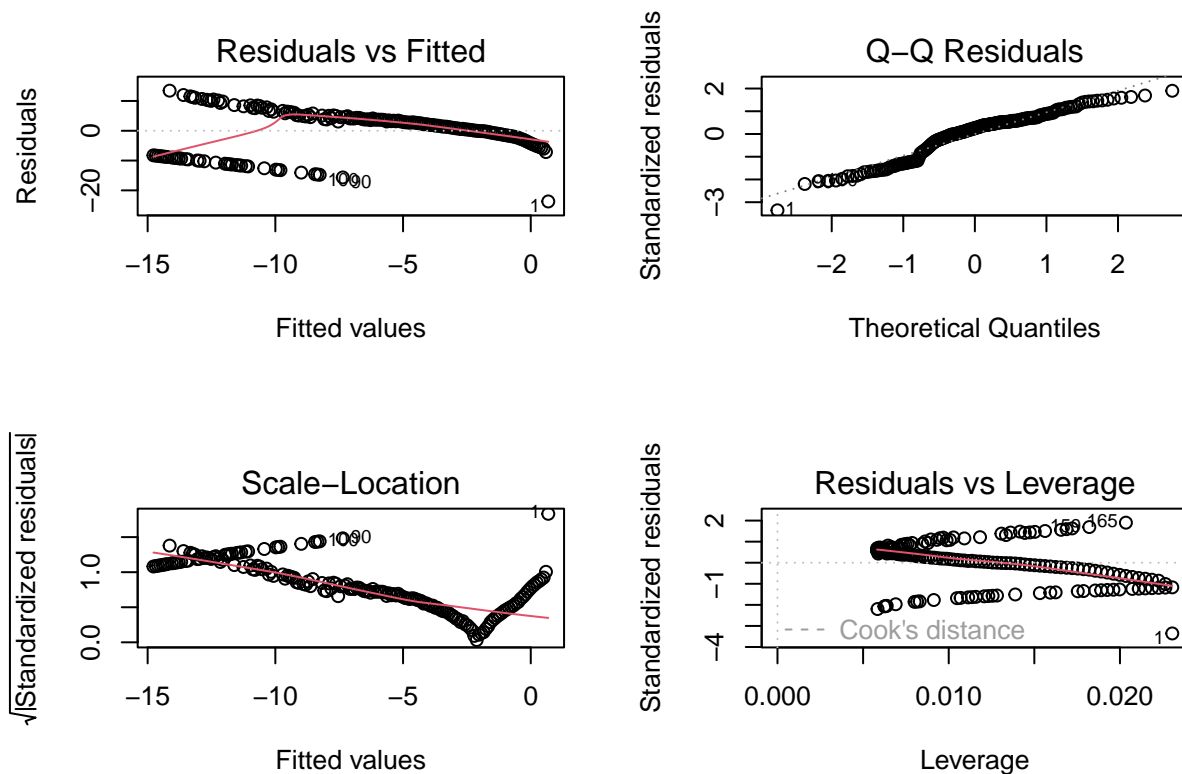 Residuals vs Fitted
Residuals
0
−20
109
90
1
−15
−10
−5
0
Fitted values
Q−Q Residuals
Standardized residuals
2
0
−3
1
−2
−1
0
1
2
Theoretical Quantiles
Scale−Location
√|Standardized residuals|
1.0
0.0
1
90
−15
−10
−5
0
Fitted values
Residuals vs Leverage
Standardized residuals
2
−1
−4
165
1
Cook's distance
0.000
0.010
0.020
Leverage